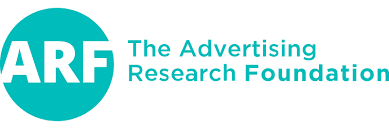 ARF
The Advertising
Research Foundation